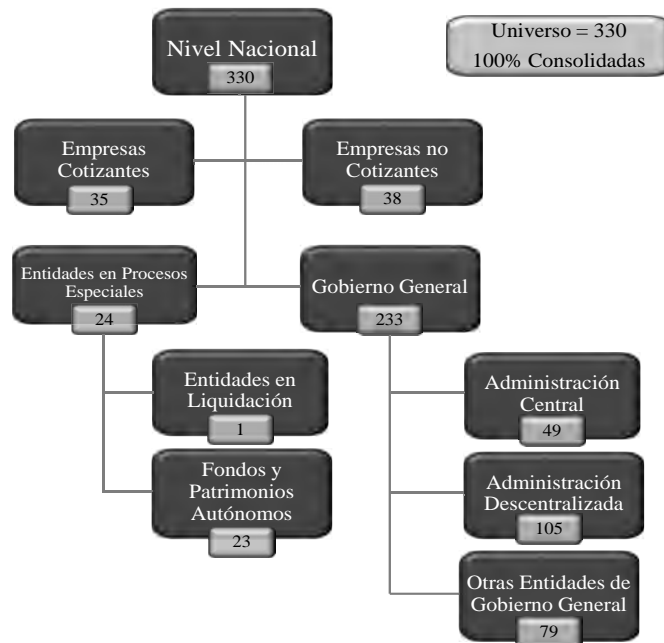 Nivel Nacional
330
Universo = 330
100% Consolidadas
Empresas
Cotizantes
35
Empresas no
Cotizantes
38
Entidades en Procesos
Especiales
24
Gobierno General
233
Entidades en
Liquidación
1
Fondos y
Patrimonios
Autónomos
23
Administración
Central
49
Administración
Descentralizada
105
Otras Entidades de
Gobierno General
79